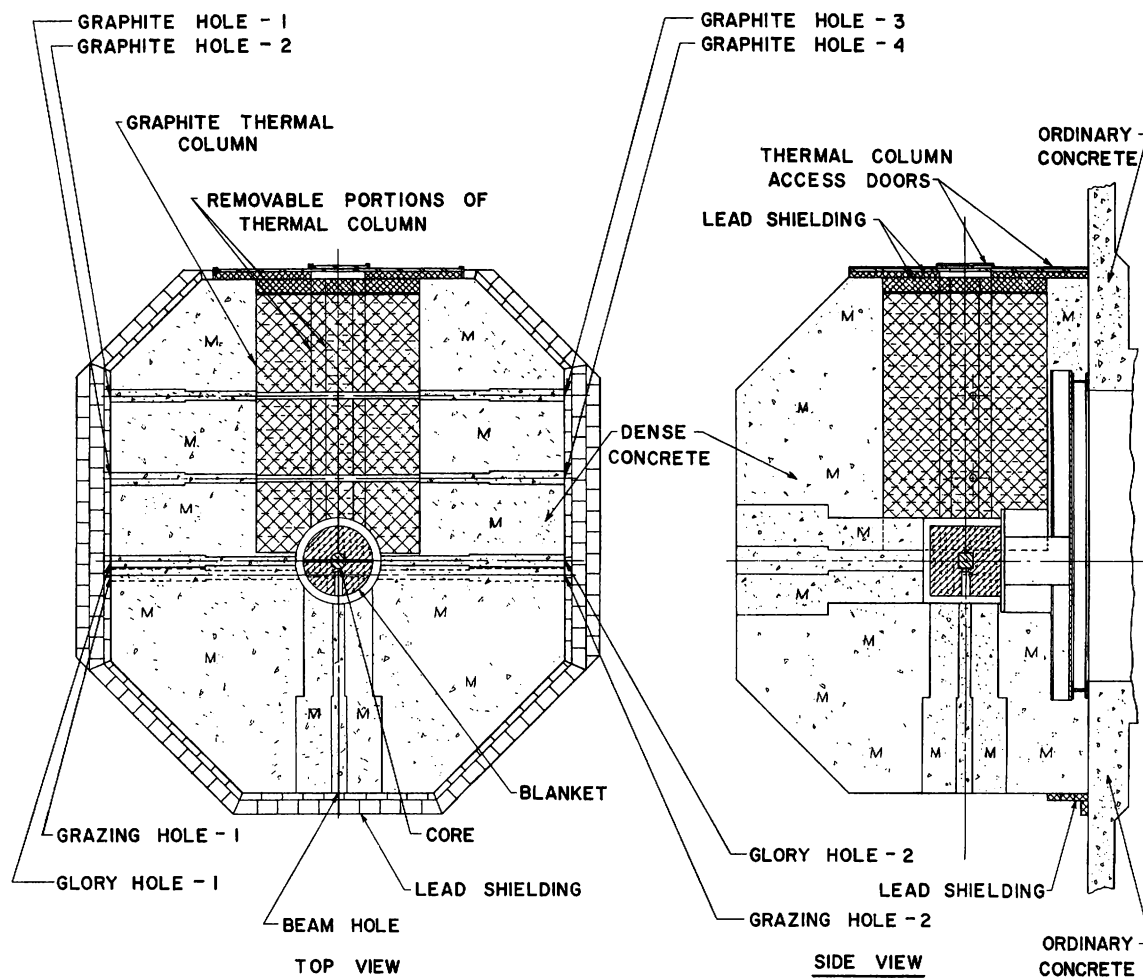 GRAPHITE HOLE - 1
GRAPHITE HOLE - 2
GRAPHITE HOLE - 3
GRAPHITE HOLE - 4
GRAPHITE THERMAL
COLUMN
REMOVABLE PORTIONS OF
THERMAL COLUMN
THERMAL COLUMN
ACCESS DOORS
LEAD SHIELDING
ORDINARY
CONCRETE
M
M
M
M
M
M
M
M
M
M
M
M
DENSE
CONCRETE
M
M
M
M
M
M
M
M
M
M
M
M
M
M
BLANKET
CORE
GRAZING HOLE - 1
GLORY HOLE - 1
LEAD SHIELDING
BEAM HOLE
TOP VIEW
GLORY HOLE - 2
GRAZING HOLE - 2
LEAD SHIELDING
SIDE VIEW
ORDINARY
CONCRETE